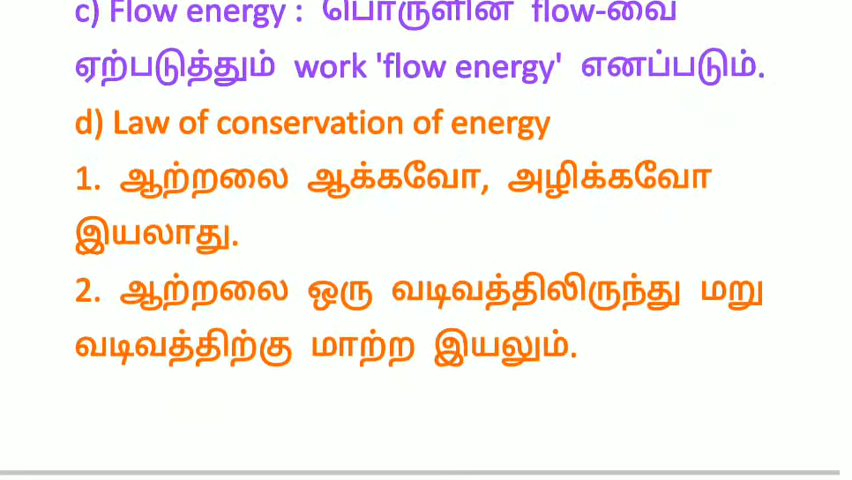 c) Flow energy : பொருளின் flow-வை
ஏற்படுத்தும் work 'flow energy' எனப்படும்.
d) Law of conservation of energy
1. ஆற்றலை ஆக்கவோ, அழிக்கவோ
இயலாது.
2. ஆற்றலை ஒரு வடிவத்திலிருந்து மறு
வடிவத்திற்கு மாற்ற இயலும்.